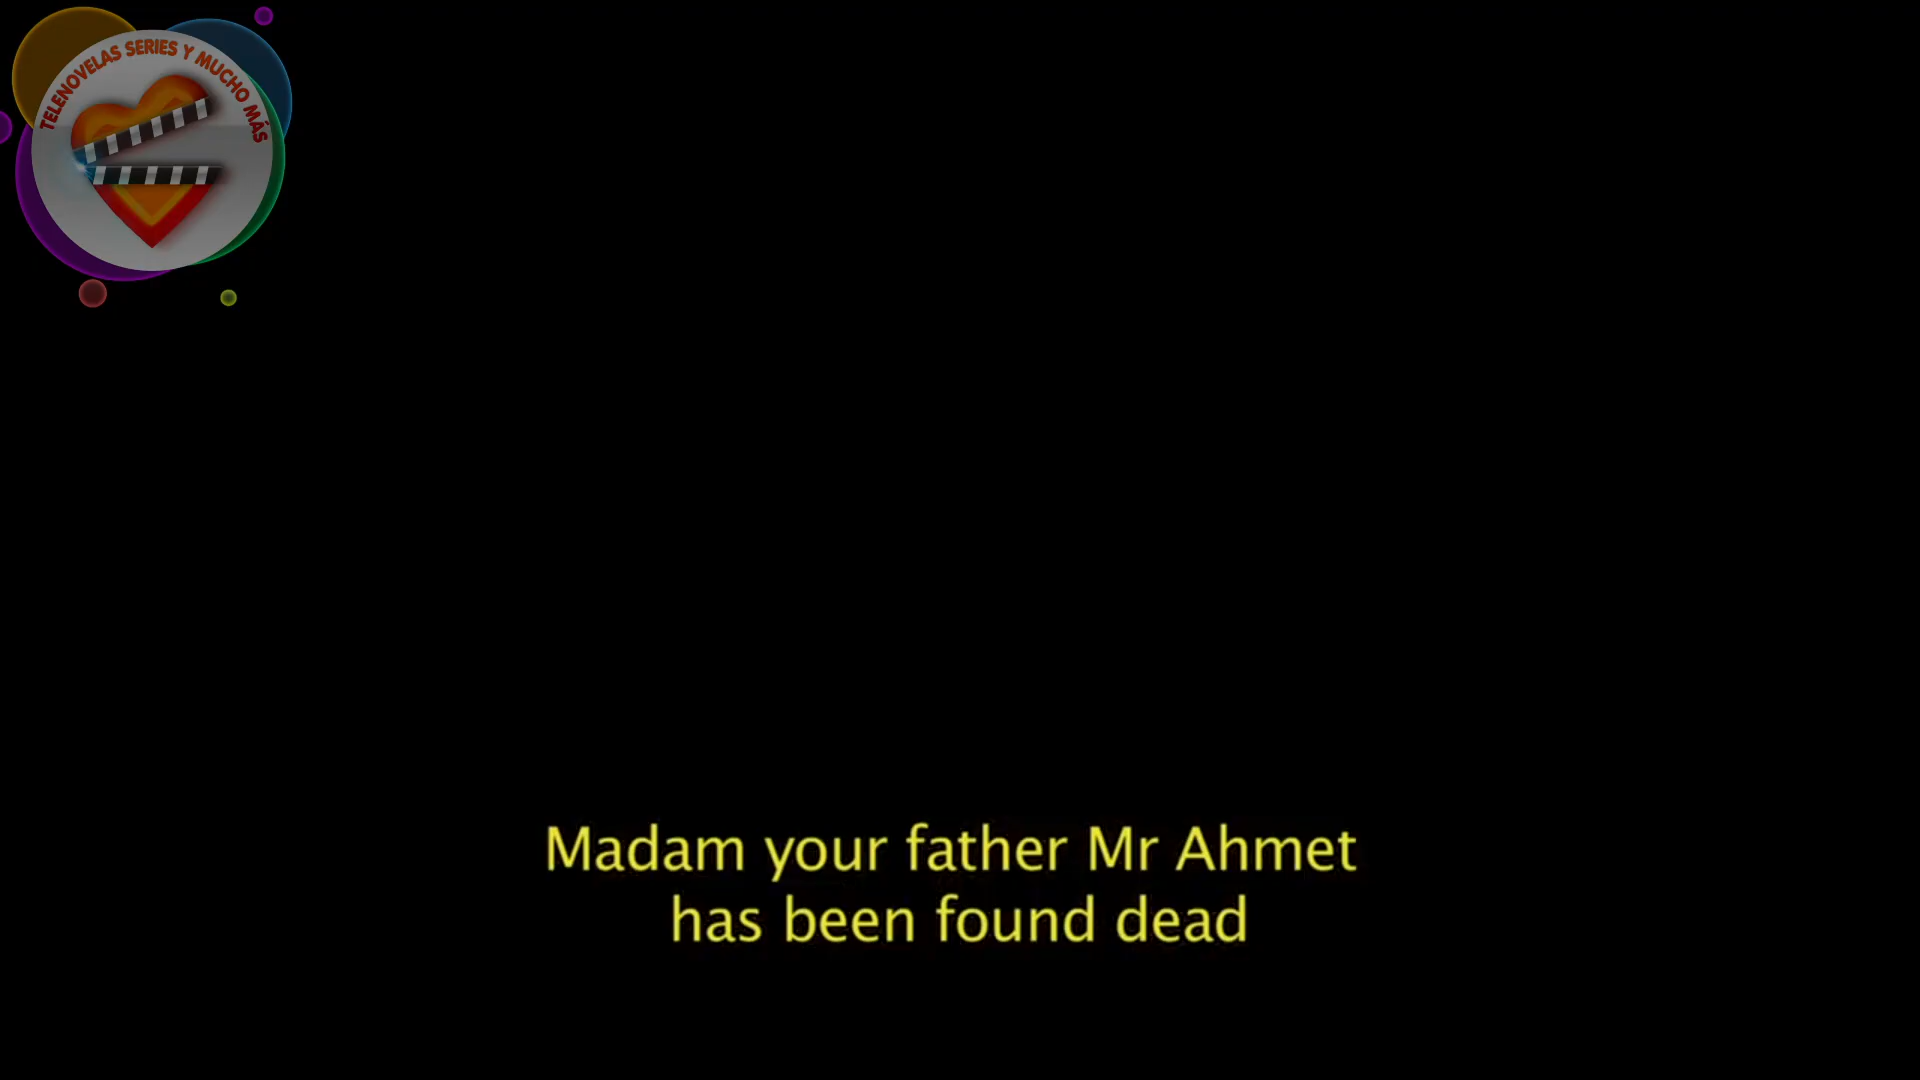 TELENOVELAS SERIES Y MUCHO MÁS
Madam your father Mr Ahmet
has been found dead